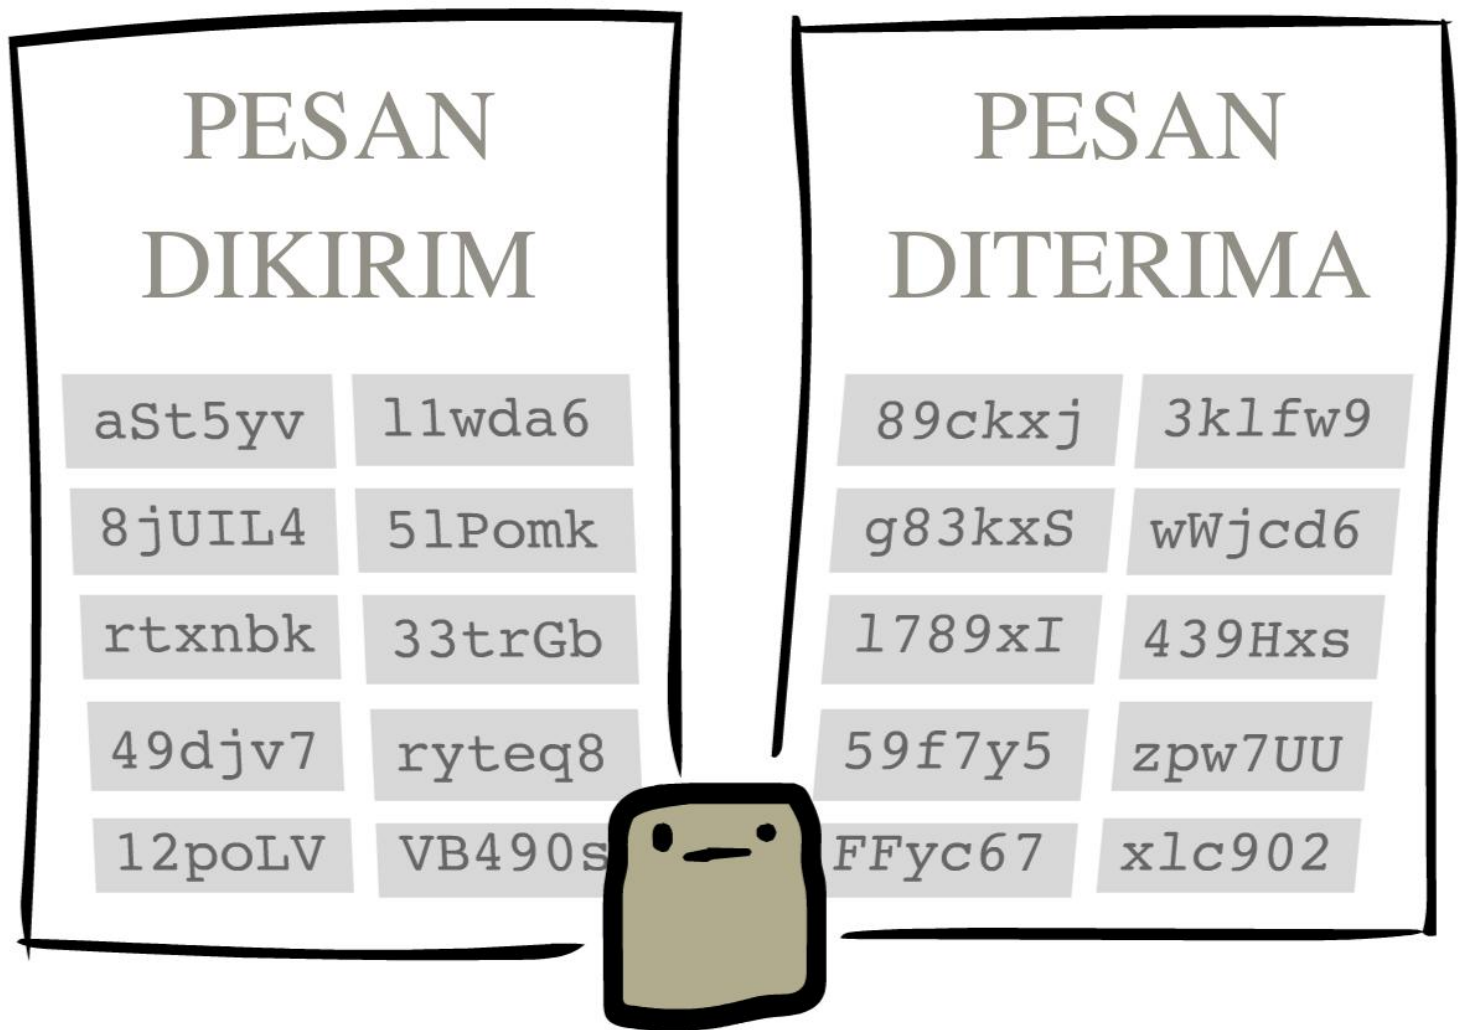 PESAN
DIKIRIM
aSt5yv l1wda6
8jUIL4 5lPomk
rtxnbk 33trGb
49djv7 ryteq8
12poLV VB490s
PESAN
DITERIMA
89ckxj 3klfw9
g83kxS wWjcd6
l789xI 439Hxs
59f7y5 zpw7UU
FFyc67 xlc902